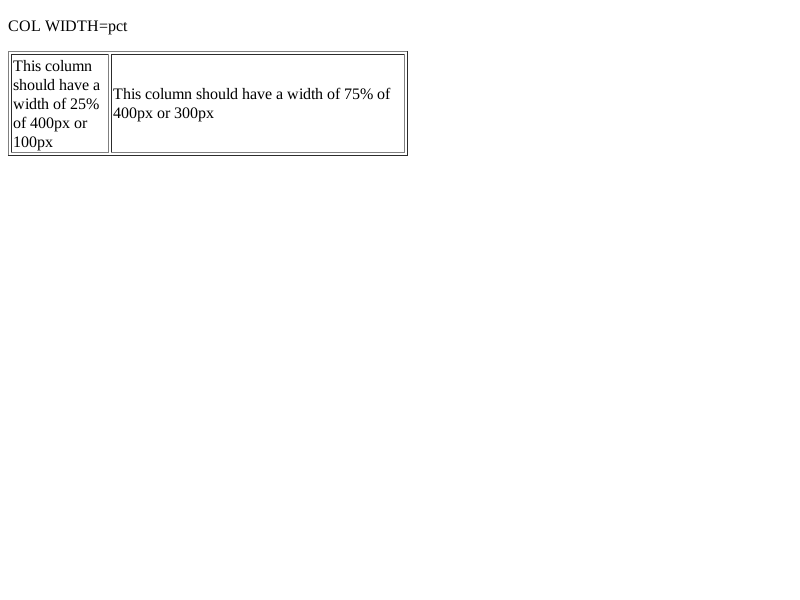 COL WIDTH=pct
This column
should have a
width of 25%
of 400px or
100px
This column should have a width of 75% of
400px or 300px